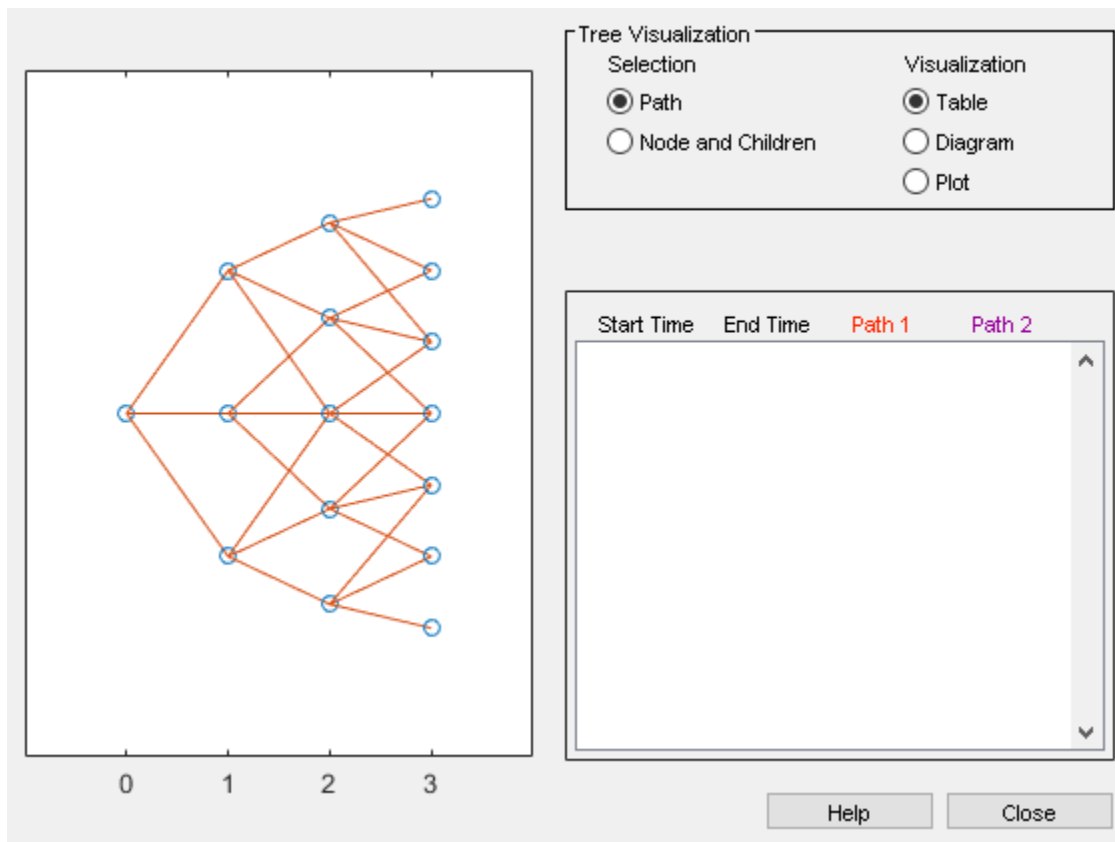 Tree Visualization
Selection
Visualization
Path
Table
Node and Children
Diagram
Plot
Start Time End Time Path 1 Path 2
0 1 2 3
Help Close